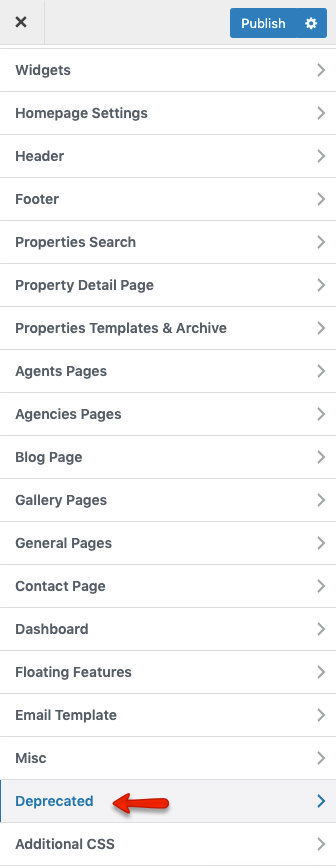 Publish
Widgets
Homepage Settings
Header
Footer
Properties Search
Property Detail Page
Properties Templates & Archive
Agents Pages
Agencies Pages
Blog Page
Gallery Pages
General Pages
Contact Page
Dashboard
Floating Features
Email Template
Misc
Deprecated
Additional CSS